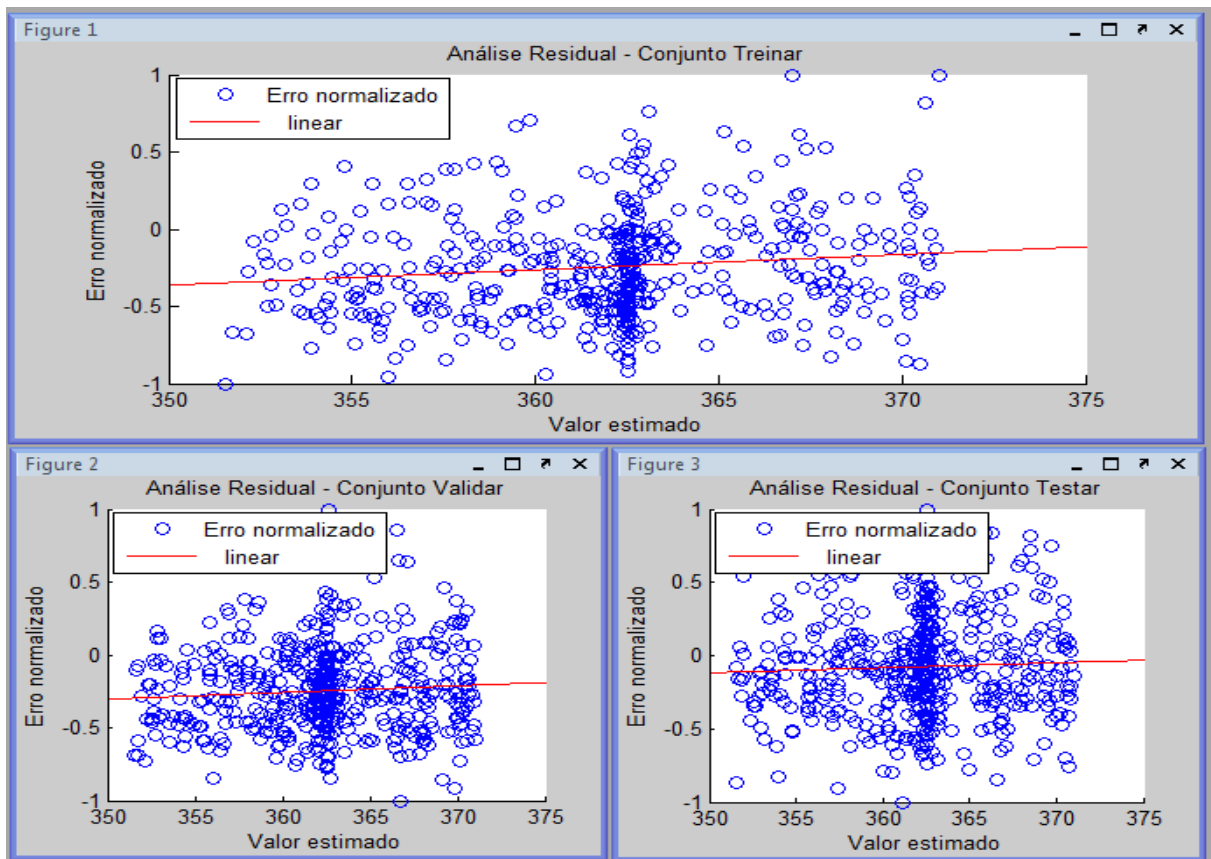 Figure 1
Análise Residual - Conjunto Treinar
Erro normalizado
linear
1
0.5
0
-0.5
-1
Erro normalizado
350 355 360 365 370 375
Valor estimado
Figure 2
Análise Residual - Conjunto Validar
Erro normalizado
linear
1
0.5
0
-0.5
-1
Erro normalizado
350 355 360 365 370 375
Valor estimado
Figure 3
Análise Residual - Conjunto Testar
Erro normalizado
linear
1
0.5
0
-0.5
-1
Erro normalizado
350 355 360 365 370 375
Valor estimado